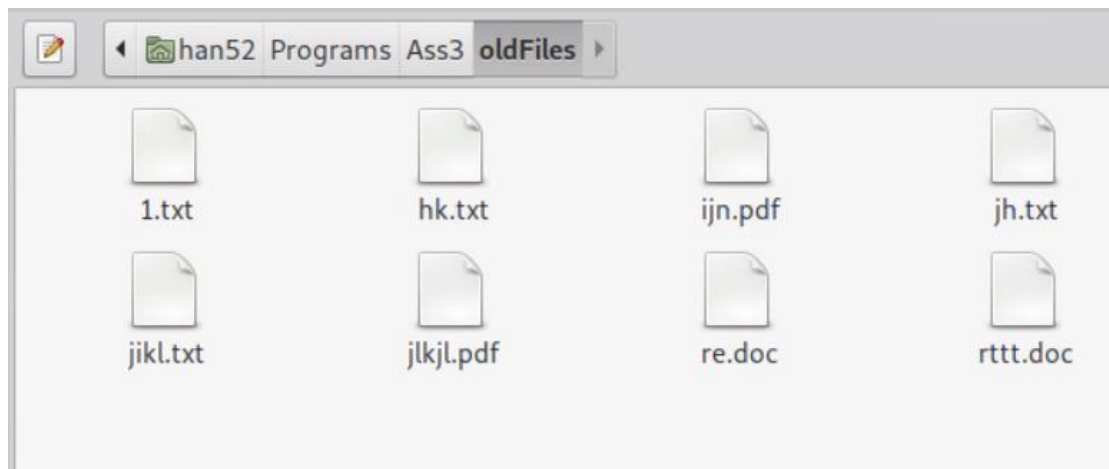 han52 Programs Ass3 oldFiles
1.txt hk.txt ijn.pdf jh.txt
jikl.txt jlkjl.pdf re.doc rttt.doc